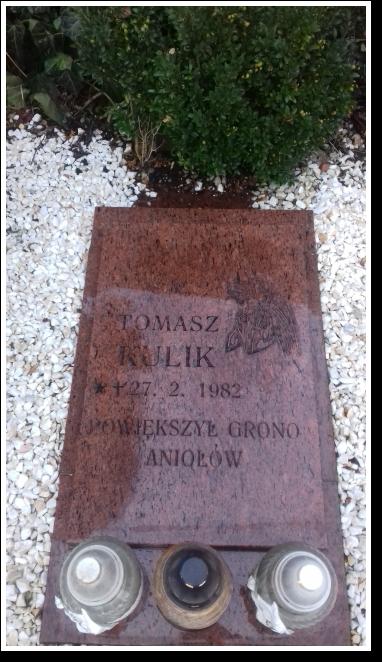 TOMASZ
KULIK
* † 27. 2. 1982
POWIĘKSZYŁ GRONO
ANIOŁÓW